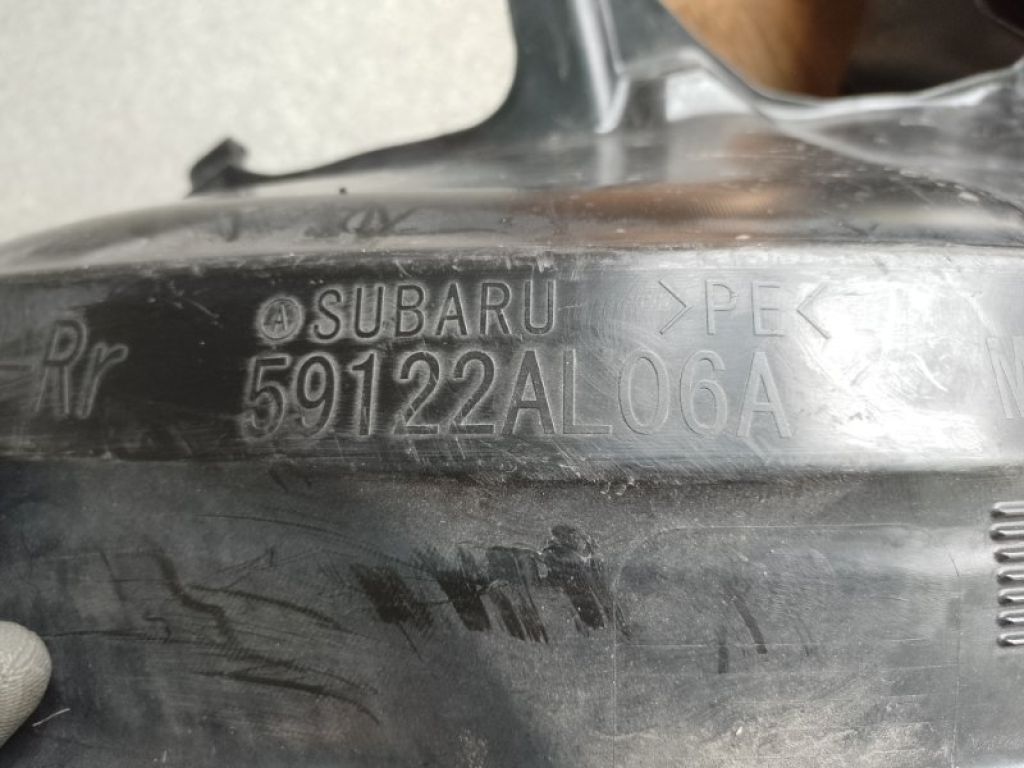 Ⓐ SUBARU >PE<
Rr 59122AL06A M